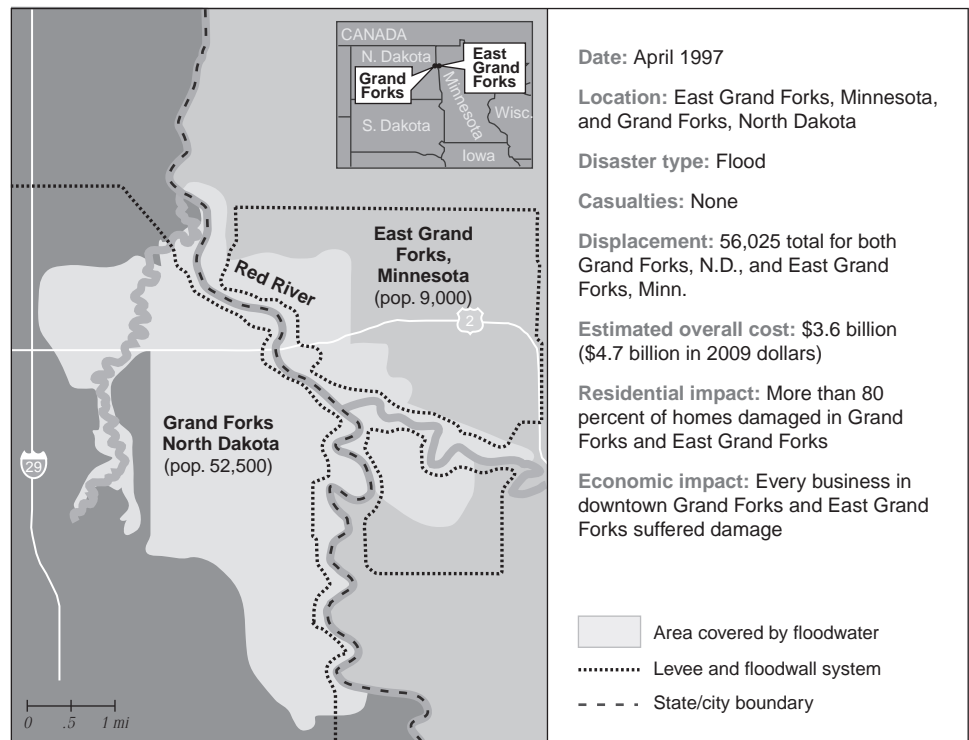 CANADA
N. Dakota
East
Grand
Forks
Grand
Forks
Minnesota
Wisc.
S. Dakota
Iowa
East Grand
Forks,
Minnesota
(pop. 9,000)
Red River
2
Grand Forks
North Dakota
(pop. 52,500)
29
0 .5 1 mi
Date: April 1997
Location: East Grand Forks, Minnesota,
and Grand Forks, North Dakota
Disaster type: Flood
Casualties: None
Displacement: 56,025 total for both
Grand Forks, N.D., and East Grand
Forks, Minn.
Estimated overall cost: $3.6 billion
($4.7 billion in 2009 dollars)
Residential impact: More than 80
percent of homes damaged in Grand
Forks and East Grand Forks
Economic impact: Every business in
downtown Grand Forks and East Grand
Forks suffered damage
Area covered by floodwater
Levee and floodwall system
State/city boundary